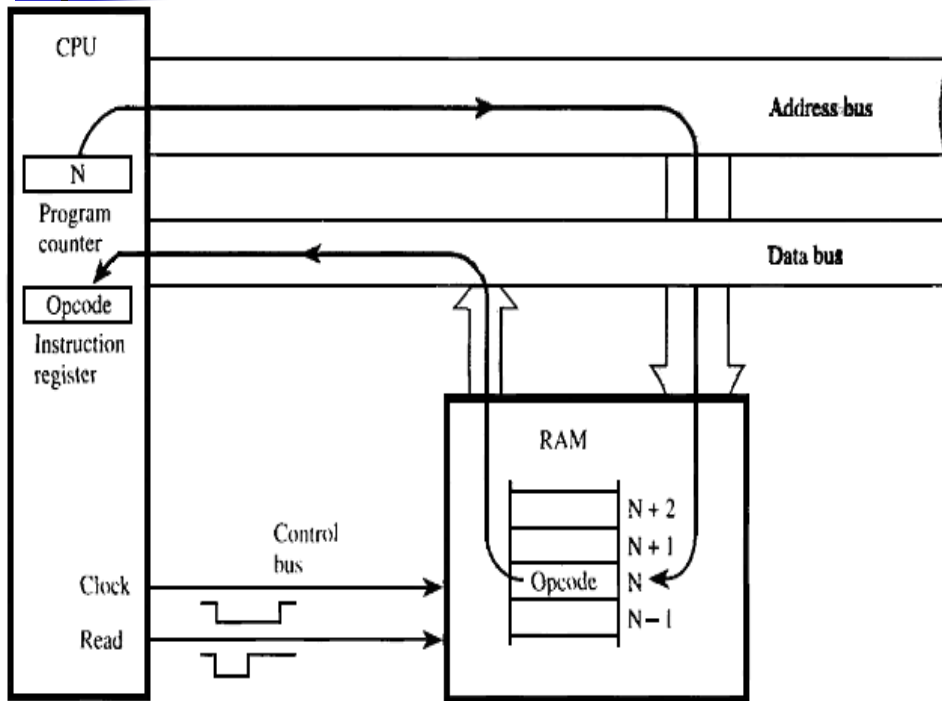 CPU
Address bus
N
Program
counter
Data bus
Opcode
Instruction
register
RAM
N + 2
N + 1
Opcode N
N – 1
Control
bus
Clock
Read